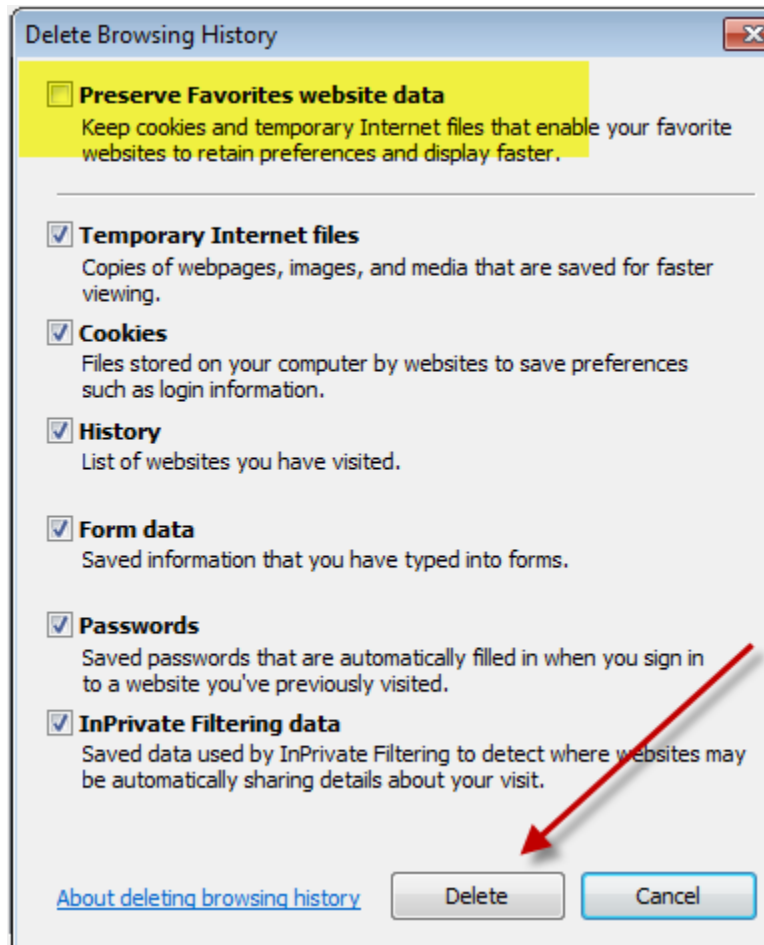 Delete Browsing History
Preserve Favorites website data
Keep cookies and temporary Internet files that enable your favorite
websites to retain preferences and display faster.
Temporary Internet files
Copies of webpages, images, and media that are saved for faster
viewing.
Cookies
Files stored on your computer by websites to save preferences
such as login information.
History
List of websites you have visited.
Form data
Saved information that you have typed into forms.
Passwords
Saved passwords that are automatically filled in when you sign in
to a website you've previously visited.
InPrivate Filtering data
Saved data used by InPrivate Filtering to detect where websites may
be automatically sharing details about your visit.
About deleting browsing history
Delete
Cancel